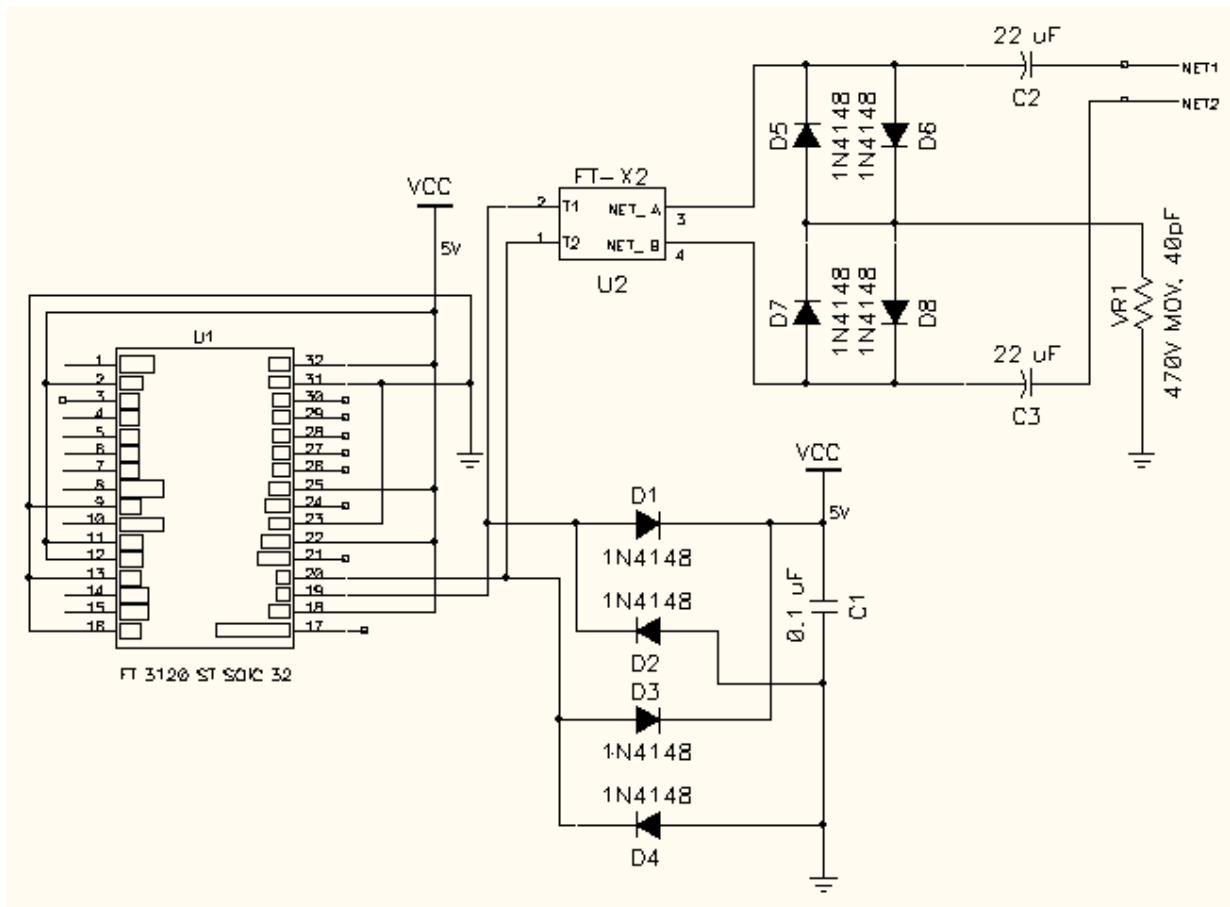 22 uF
C2
NET1
NET2
D5
1N4148
1N4148
D6
FT-X2
2
T1
NET_A
3
1
T2
NET_B
4
U2
VCC
5V
D7
1N4148
1N4148
D8
VR1
470V MOV, 40pF
22 uF
C3
U1
1
2
3
4
5
6
7
8
9
10
11
12
13
14
15
16
32
31
30
29
28
27
26
25
24
23
22
21
20
19
18
17
FT 3120 ST SOIC 32
VCC
5V
D1
1N4148
1N4148
D2
D3
1N4148
1N4148
D4
0.1 uF
C1